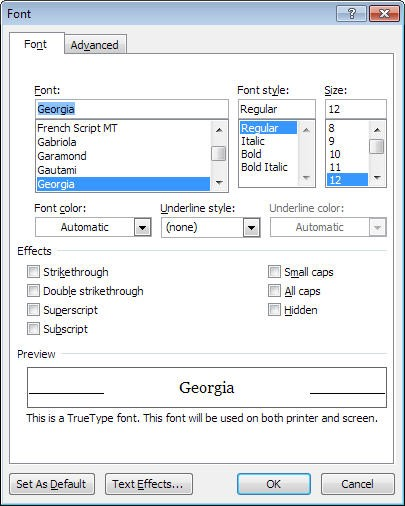 Font
Font Advanced
Font: Font style: Size:
Georgia Regular 12
French Script MT Regular 8
Gabriola Italic 9
Garamond Bold 10
Gautami Bold Italic 11
Georgia 12
Font color: Underline style: Underline color:
Automatic (none) Automatic
Effects
Strikethrough Small caps
Double strikethrough All caps
Superscript Hidden
Subscript
Preview
Georgia
This is a TrueType font. This font will be used on both printer and screen.
Set As Default Text Effects... OK Cancel